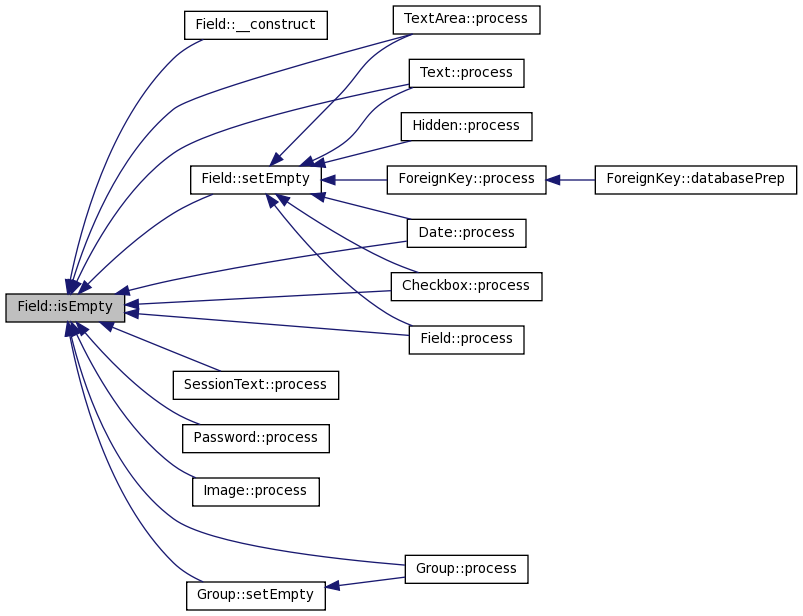 Field::__construct
TextArea::process
Text::process
Hidden::process
Field::setEmpty
ForeignKey::process
ForeignKey::databasePrep
Date::process
Checkbox::process
Field::isEmpty
Field::process
SessionText::process
Password::process
Image::process
Group::process
Group::setEmpty